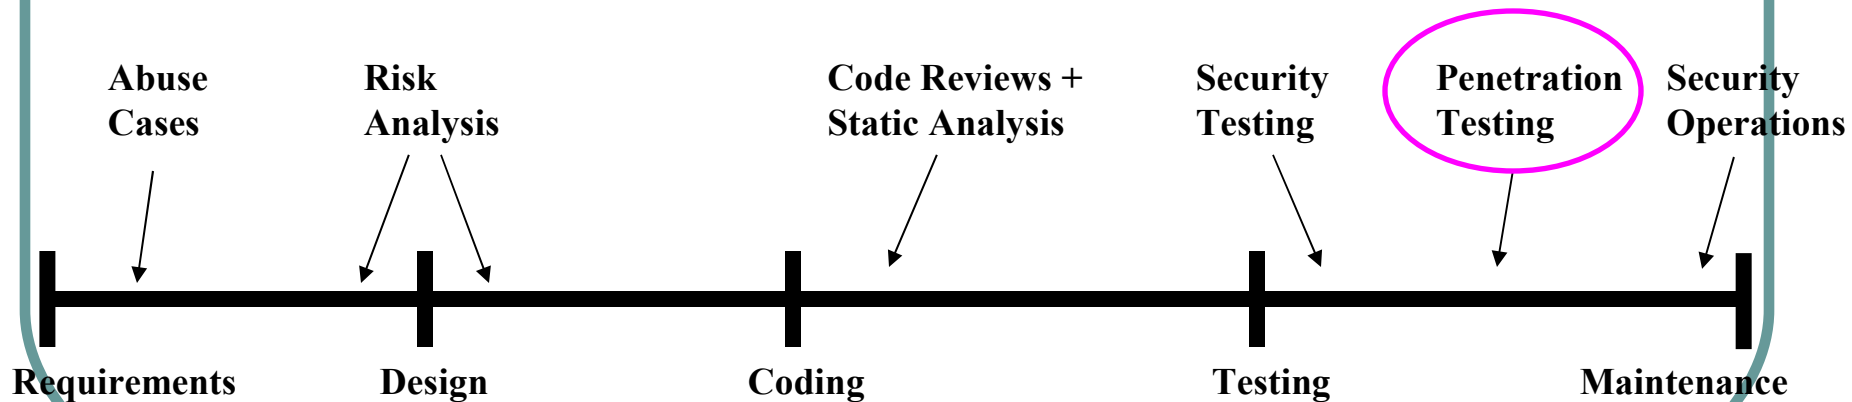 Abuse
Cases
Risk
Analysis
Code Reviews +
Static Analysis
Security
Testing
Penetration
Testing
Security
Operations
Requirements
Design
Coding
Testing
Maintenance